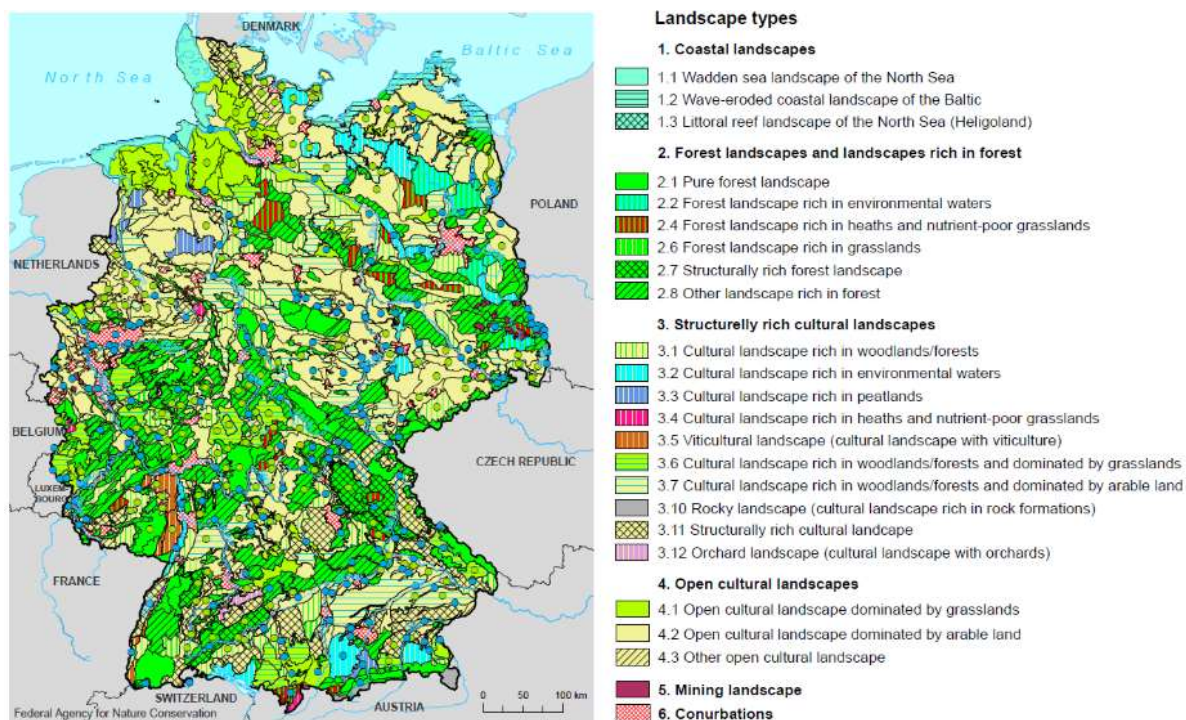 DENMARK
North Sea
Baltic Sea
POLAND
NETHERLANDS
BELGIUM
LUXEM-
BOURG
CZECH REPUBLIC
FRANCE
SWITZERLAND
AUSTRIA
0 50 100 km
Federal Agency for Nature Conservation
Landscape types
1. Coastal landscapes
1.1 Wadden sea landscape of the North Sea
1.2 Wave-eroded coastal landscape of the Baltic
1.3 Littoral reef landscape of the North Sea (Heligoland)
2. Forest landscapes and landscapes rich in forest
2.1 Pure forest landscape
2.2 Forest landscape rich in environmental waters
2.4 Forest landscape rich in heaths and nutrient-poor grasslands
2.6 Forest landscape rich in grasslands
2.7 Structurally rich forest landscape
2.8 Other landscape rich in forest
3. Structurelly rich cultural landscapes
3.1 Cultural landscape rich in woodlands/forests
3.2 Cultural landscape rich in environmental waters
3.3 Cultural landscape rich in peatlands
3.4 Cultural landscape rich in heaths and nutrient-poor grasslands
3.5 Viticultural landscape (cultural landscape with viticulture)
3.6 Cultural landscape rich in woodlands/forests and dominated by grasslands
3.7 Cultural landscape rich in woodlands/forests and dominated by arable land
3.10 Rocky landscape (cultural landscape rich in rock formations)
3.11 Structurally rich cultural landcape
3.12 Orchard landscape (cultural landscape with orchards)
4. Open cultural landscapes
4.1 Open cultural landscape dominated by grasslands
4.2 Open cultural landscape dominated by arable land
4.3 Other open cultural landscape
5. Mining landscape
6. Conurbations